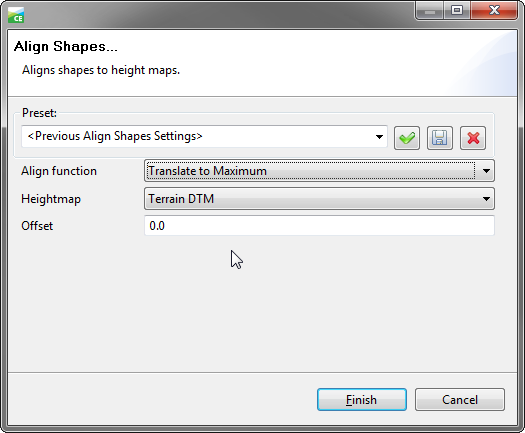 CE
Align Shapes...
Aligns shapes to height maps.
Preset:
<Previous Align Shapes Settings>
Align function
Translate to Maximum
Heightmap
Terrain DTM
Offset
0.0
Finish
Cancel